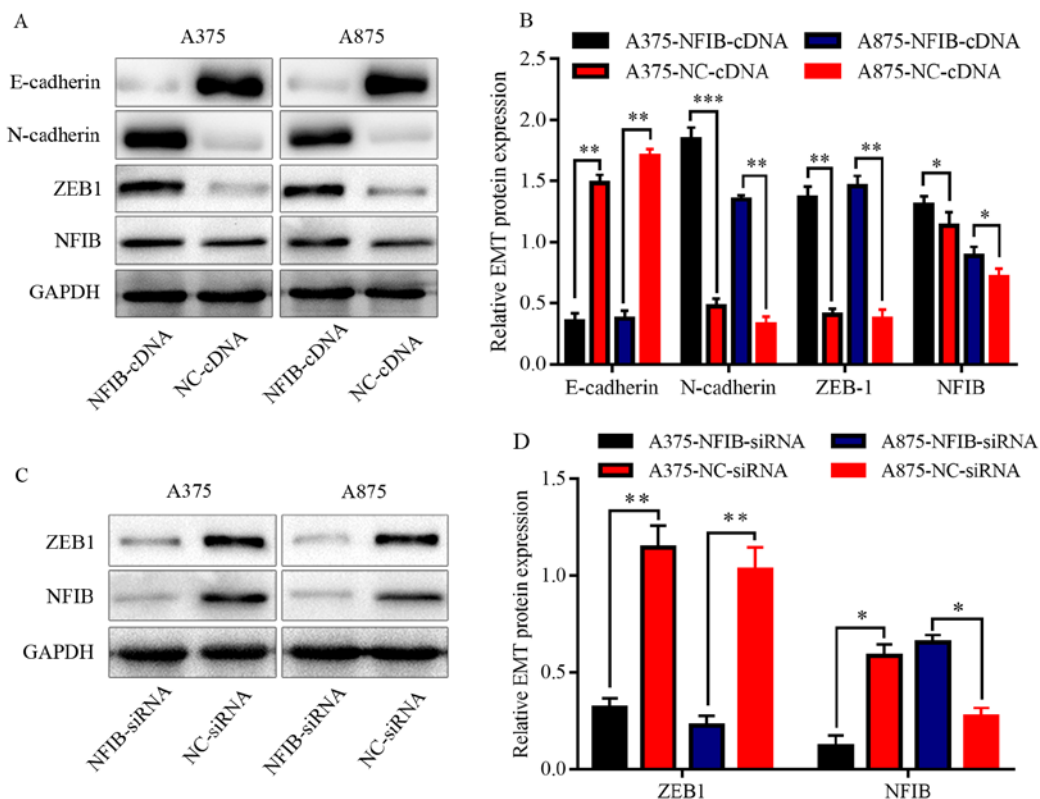 A
A375
A875
E-cadherin
N-cadherin
ZEB1
NFIB
GAPDH
NFIB-cDNA
NC-cDNA
NFIB-cDNA
NC-cDNA
B
A375-NFIB-cDNA
A875-NFIB-cDNA
A375-NC-cDNA
A875-NC-cDNA
Relative EMT protein expression
2.5
2.0
1.5
1.0
0.5
0.0
**
**
***
**
**
**
*
*
E-cadherin
N-cadherin
ZEB-1
NFIB
C
A375
A875
ZEB1
NFIB
GAPDH
NFIB-siRNA
NC-siRNA
NFIB-siRNA
NC-siRNA
D
A375-NFIB-siRNA
A875-NFIB-siRNA
A375-NC-siRNA
A875-NC-siRNA
Relative EMT protein expression
1.5
1.0
0.5
0.0
**
**
*
*
ZEB1
NFIB